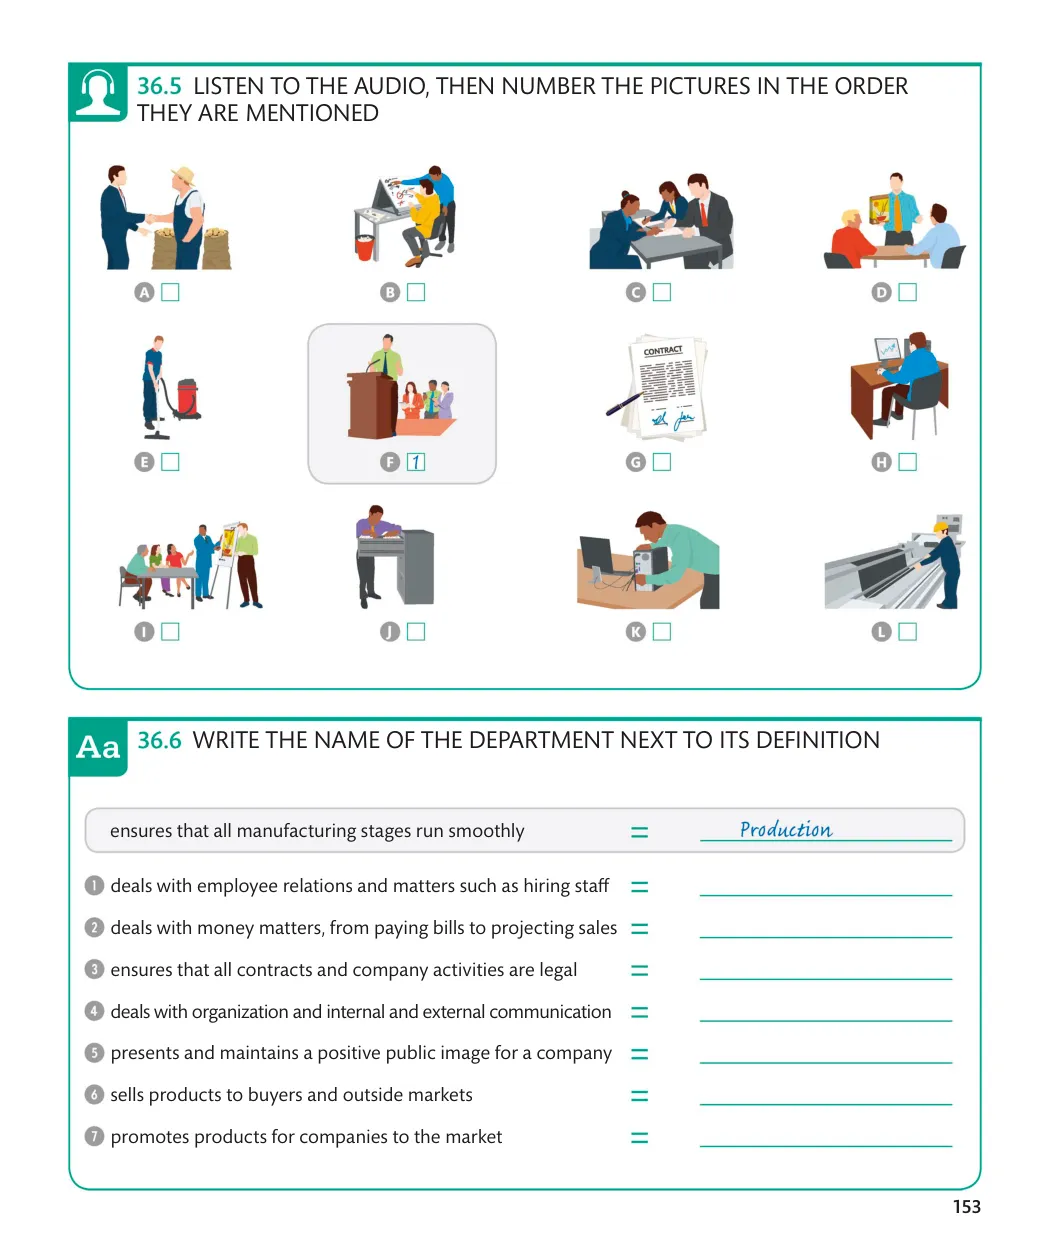 36.5 LISTEN TO THE AUDIO, THEN NUMBER THE PICTURES IN THE ORDER
THEY ARE MENTIONED
A
B
C
D
CONTRACT
E
F 1
G
H
I
J
K
L
Aa 36.6 WRITE THE NAME OF THE DEPARTMENT NEXT TO ITS DEFINITION
ensures that all manufacturing stages run smoothly = Production
1 deals with employee relations and matters such as hiring staff =
2 deals with money matters, from paying bills to projecting sales =
3 ensures that all contracts and company activities are legal =
4 deals with organization and internal and external communication =
5 presents and maintains a positive public image for a company =
6 sells products to buyers and outside markets =
7 promotes products for companies to the market =
153